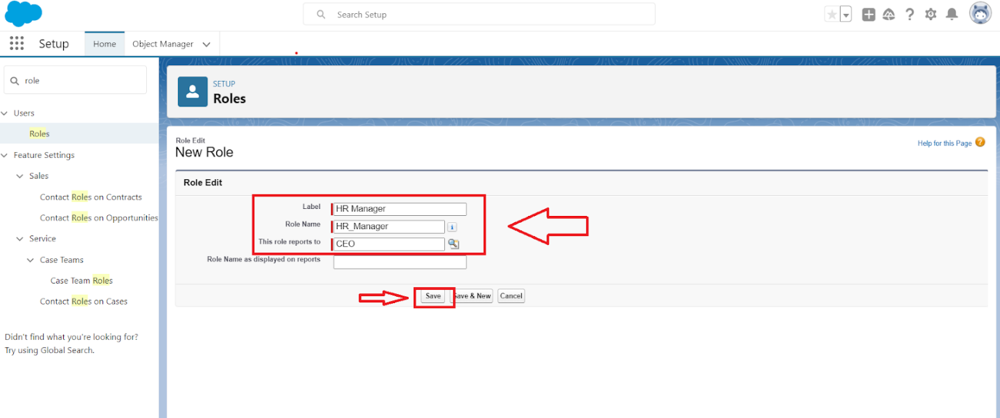 Search Setup
Setup
Home
Object Manager
role
Users
Roles
Feature Settings
Sales
Contact Roles on Contracts
Contact Roles on Opportunities
Service
Case Teams
Case Team Roles
Contact Roles on Cases
Didn't find what you're looking for?
Try using Global Search.
SETUP
Roles
Role Edit
New Role
Help for this Page
Role Edit
Label HR Manager
Role Name HR_Manager
This role reports to CEO
Role Name as displayed on reports
Save Save & New Cancel